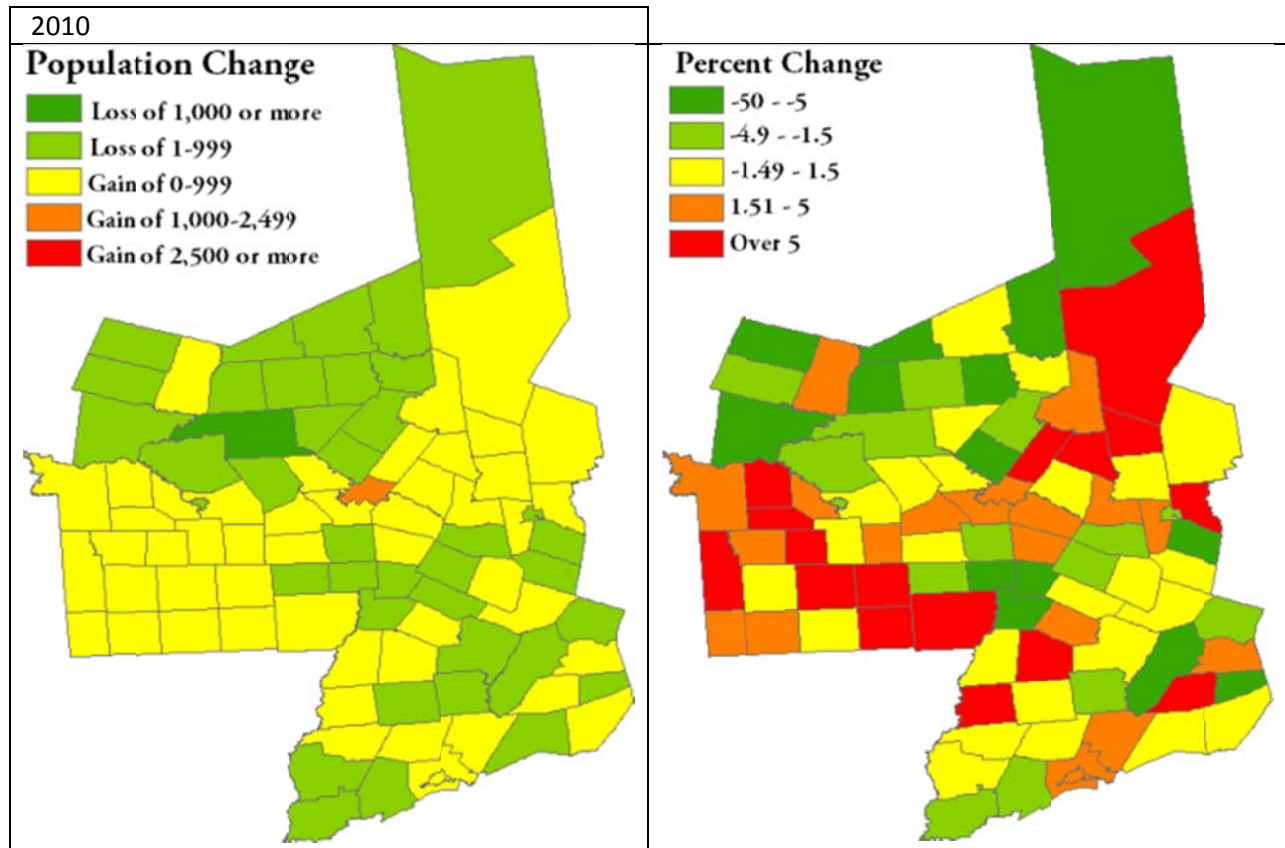 2010
Population Change
Loss of 1,000 or more
Loss of 1-999
Gain of 0-999
Gain of 1,000-2,499
Gain of 2,500 or more
Percent Change
-50 - -5
-4.9 - -1.5
-1.49 - 1.5
1.51 - 5
Over 5